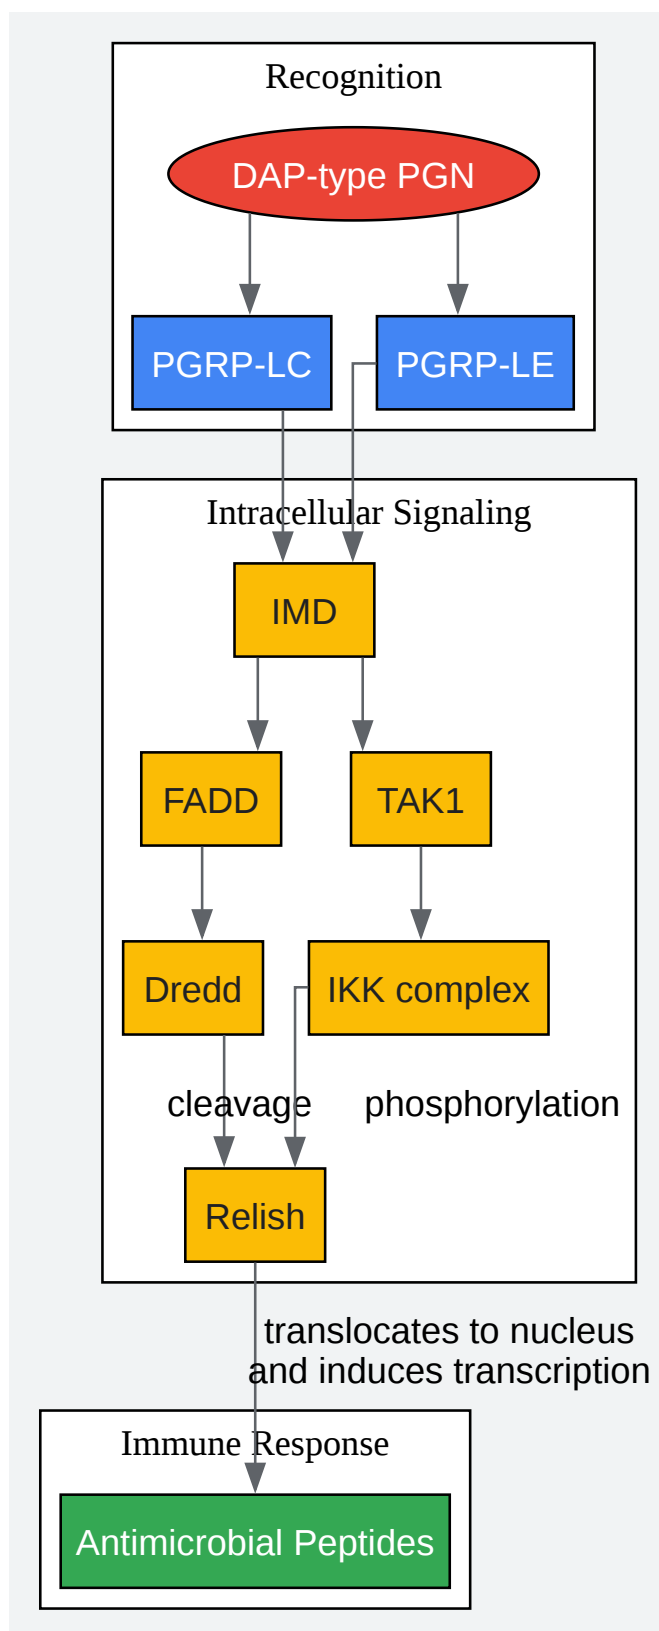 Recognition
DAP-type PGN
PGRP-LC
PGRP-LE
Intracellular Signaling
IMD
FADD
TAK1
Dredd
IKK complex
cleavage
phosphorylation
Relish
translocates to nucleus
and induces transcription
Immune Response
Antimicrobial Peptides